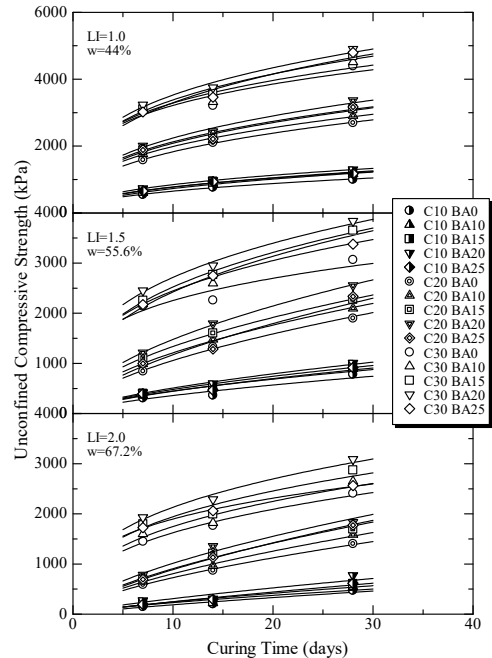 6000
LI=1.0
w=44%
4000
2000
4000
LI=1.5
w=55.6%
3000
2000
1000
4000
LI=2.0
w=67.2%
3000
2000
1000
0
0
10
20
30
40
Curing Time (days)
Unconfined Compressive Strength (kPa)
C10 BA0
C10 BA10
C10 BA15
C10 BA20
C10 BA25
C20 BA0
C20 BA10
C20 BA15
C20 BA20
C20 BA25
C30 BA0
C30 BA10
C30 BA15
C30 BA20
C30 BA25